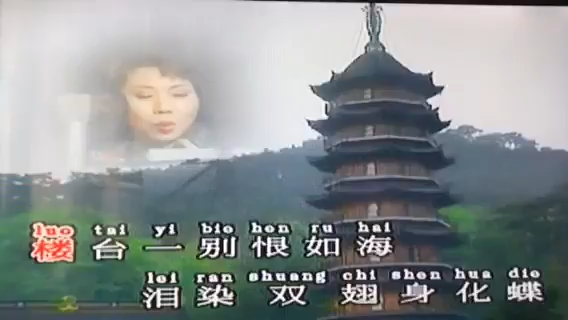 luo tai yi bie hen ru hai
楼台一别恨如海
lei ran shuang chi shen hua die
泪染 双 翅身化蝶